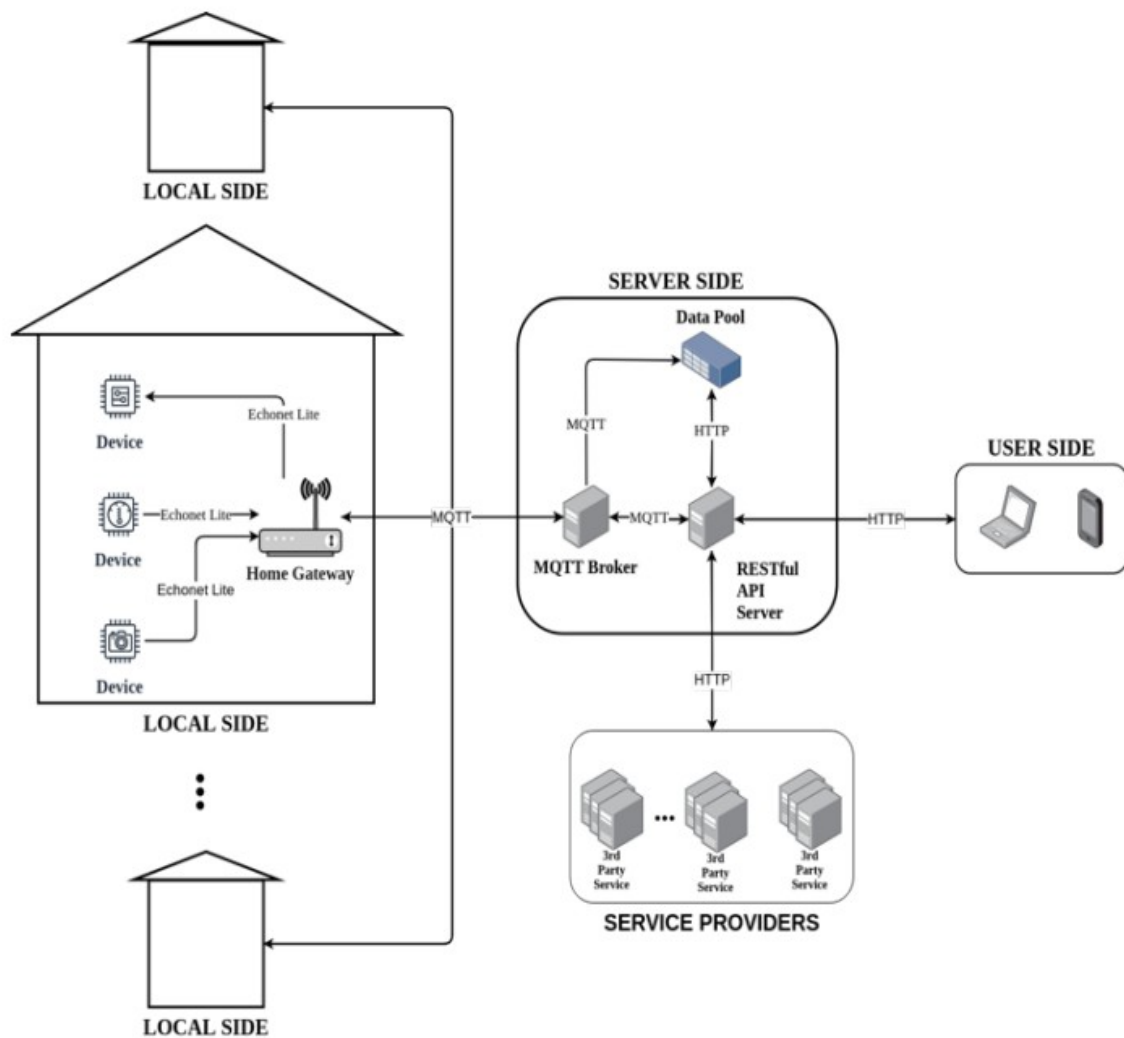 LOCAL SIDE
SERVER SIDE
Data Pool
Echonet Lite
MQTT
HTTP
Device
USER SIDE
Echonet Lite
MQTT
MQTT
HTTP
Device
Home Gateway
MQTT Broker
RESTful
API
Server
Echonet Lite
Device
HTTP
LOCAL SIDE
3rd
Party
Service
3rd
Party
Service
3rd
Party
Service
SERVICE PROVIDERS
LOCAL SIDE